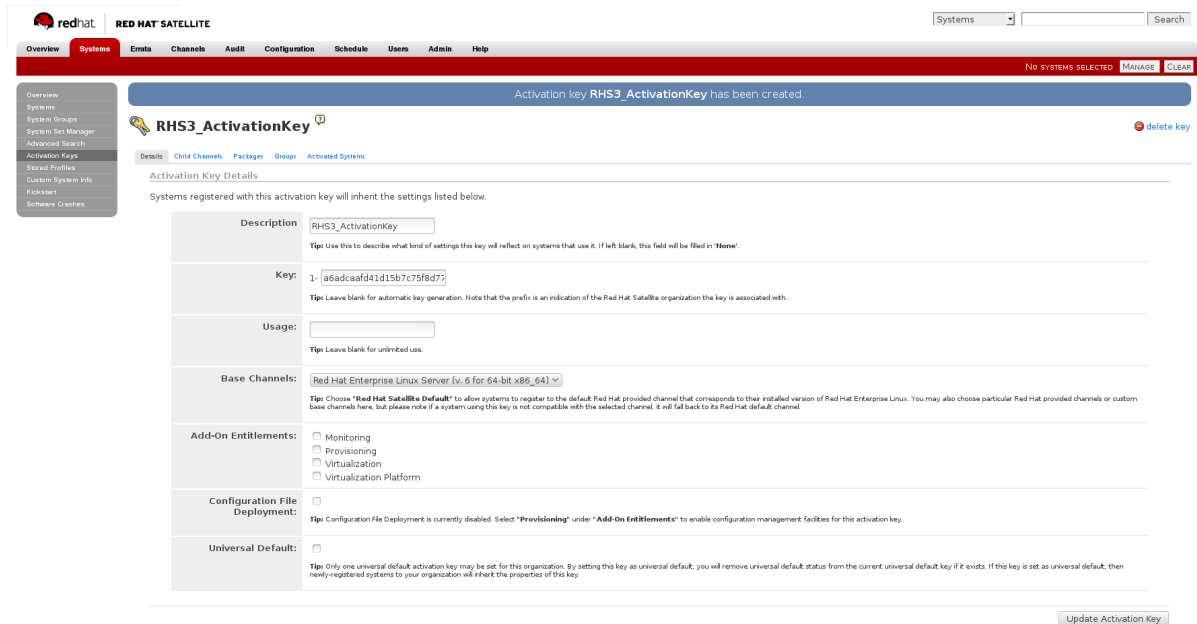 redhat. RED HAT SATELLITE
Systems Search
Overview Systems Errata Channels Audit Configuration Schedule Users Admin Help
NO SYSTEMS SELECTED MANAGE CLEAR
Overview
Systems
System Groups
System Set Manager
Advanced Search
Activation Keys
Stored Profiles
Custom System Info
Kickstart
Software Crashes
Activation key RHS3_ActivationKey has been created.
RHS3_ActivationKey ?
delete key
Details Child Channels Packages Groups Activated Systems
Activation Key Details
Systems registered with this activation key will inherit the settings listed below.
Description RHS3_ActivationKey
Tip: Use this to describe what kind of settings this key will reflect on systems that use it. If left blank, this field will be filled in 'None'.
Key: 1- a6adcaafd41d15b7c75f8d77
Tip: Leave blank for automatic key generation. Note that the prefix is an indication of the Red Hat Satellite organization the key is associated with.
Usage:
Tip: Leave blank for unlimited use.
Base Channels: Red Hat Enterprise Linux Server (v. 6 for 64-bit x86_64)
Tip: Choose "Red Hat Satellite Default" to allow systems to register to the default Red Hat provided channel that corresponds to their installed version of Red Hat Enterprise Linux. You may also choose particular Red Hat provided channels or custom
base channels here, but please note if a system using this key is not compatible with the selected channel, it will fall back to its Red Hat default channel.
Add-On Entitlements: Monitoring
Provisioning
Virtualization
Virtualization Platform
Configuration File
Deployment:
Tip: Configuration File Deployment is currently disabled. Select "Provisioning" under "Add-On Entitlements" to enable configuration management facilities for this activation key.
Universal Default:
Tip: Only one universal default activation key may be set for this organization. By setting this key as universal default, you will remove universal default status from the current universal default key if it exists. If this key is set as universal default, then
newly-registered systems to your organization will inherit the properties of this key.
Update Activation Key